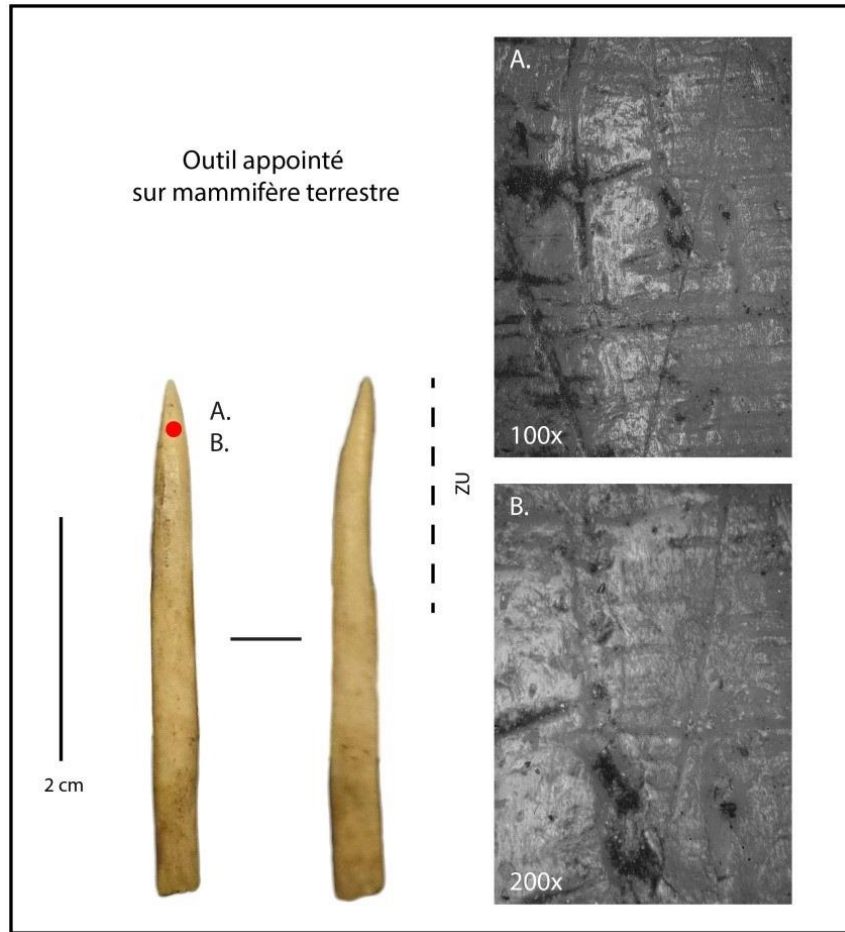 Outil appointé
sur mammifère terrestre
A.
B.
ZU
2 cm
A.
100x
B.
200x